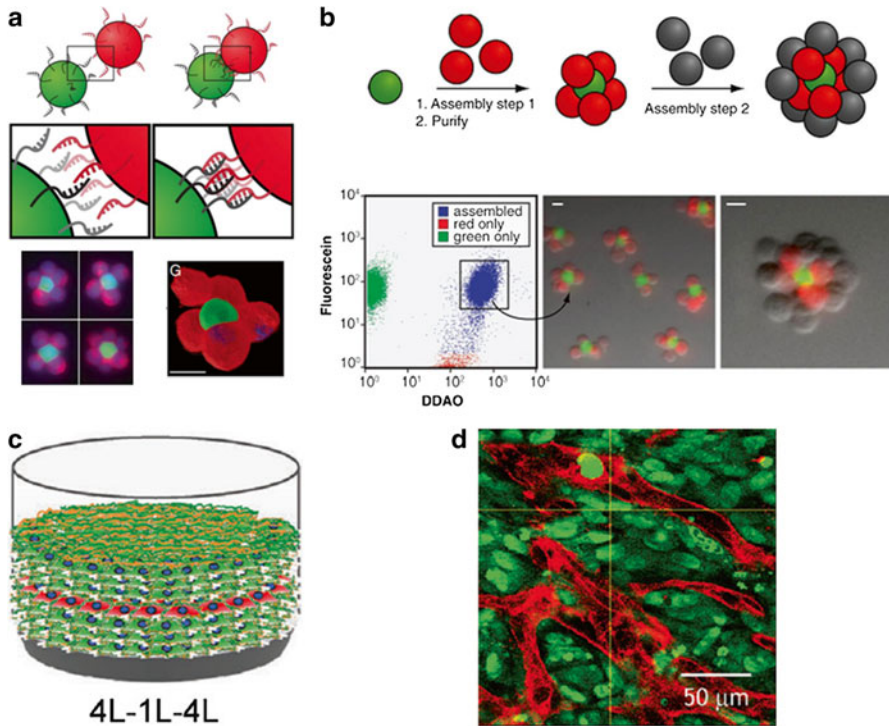 a
G
b
1. Assembly step 1
2. Purify
Assembly step 2
Fluorescein
10⁴
10³
10²
10¹
10⁰
assembled
red only
green only
10⁰ 10¹ 10² 10³ 10⁴
DDAO
c
4L-1L-4L
d
50 µm